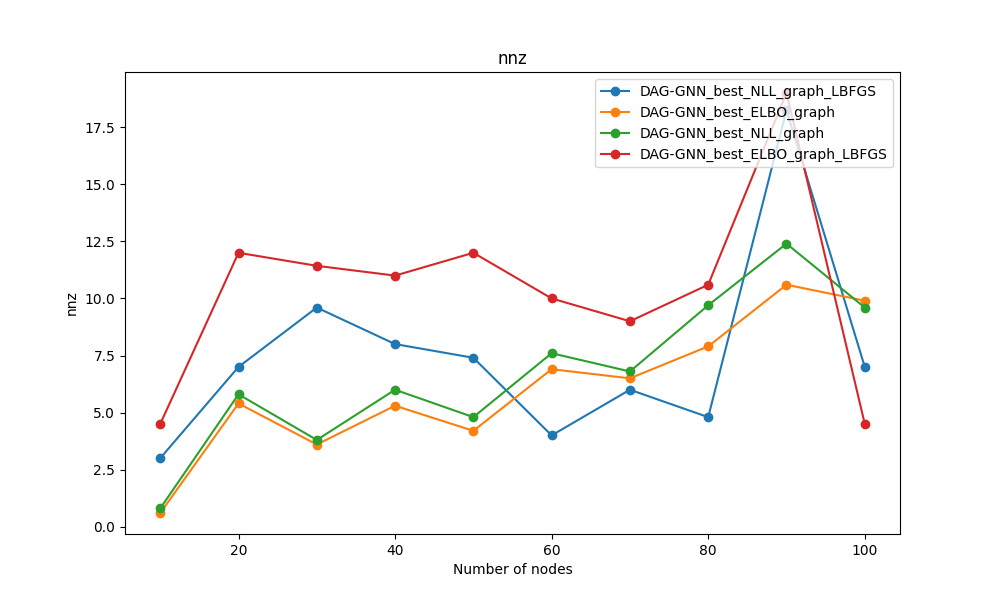 nnz
DAG-GNN_best_NLL_graph_LBFGS
DAG-GNN_best_ELBO_graph
DAG-GNN_best_NLL_graph
DAG-GNN_best_ELBO_graph_LBFGS
17.5
15.0
12.5
10.0
7.5
5.0
2.5
0.0
nnz
20 40 60 80 100
Number of nodes